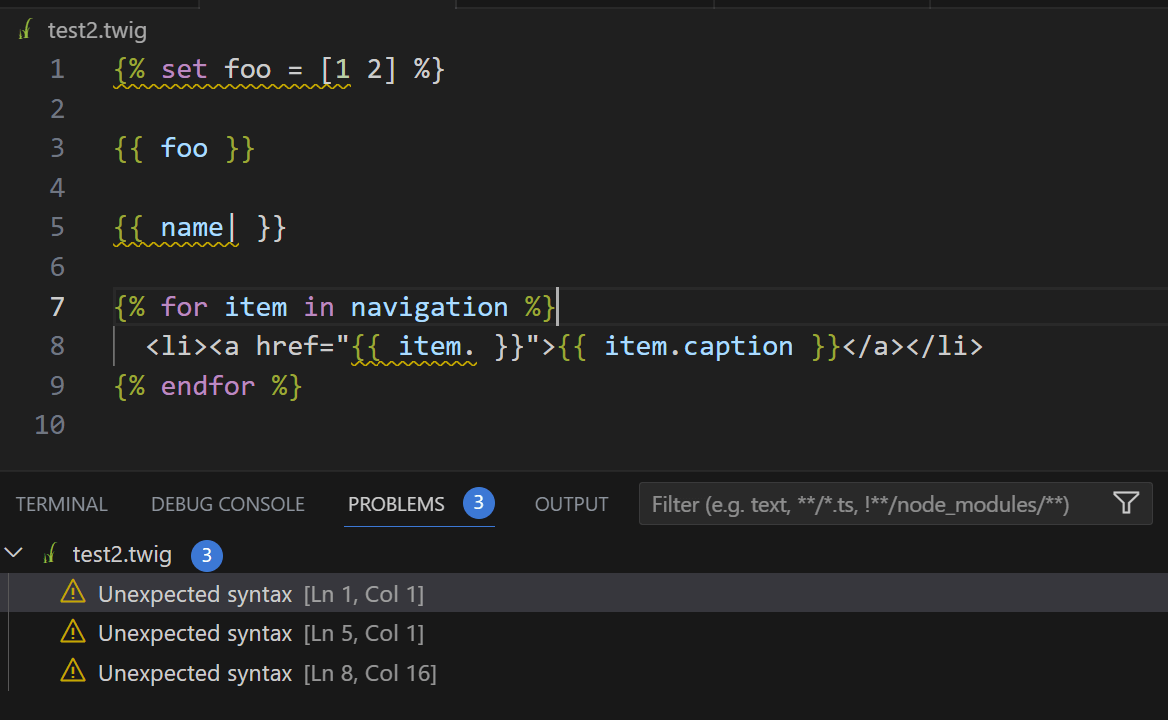 test2.twig
1 {% set foo = [1 2] %}
2
3 {{ foo }}
4
5 {{ name| }}
6
7 {% for item in navigation %}
8   <li><a href="{{ item. }}">{{ item.caption }}</a></li>
9 {% endfor %}
10
TERMINAL DEBUG CONSOLE PROBLEMS 3 OUTPUT Filter (e.g. text, **/*.ts, !**/node_modules/**)
test2.twig 3
Unexpected syntax [Ln 1, Col 1]
Unexpected syntax [Ln 5, Col 1]
Unexpected syntax [Ln 8, Col 16]